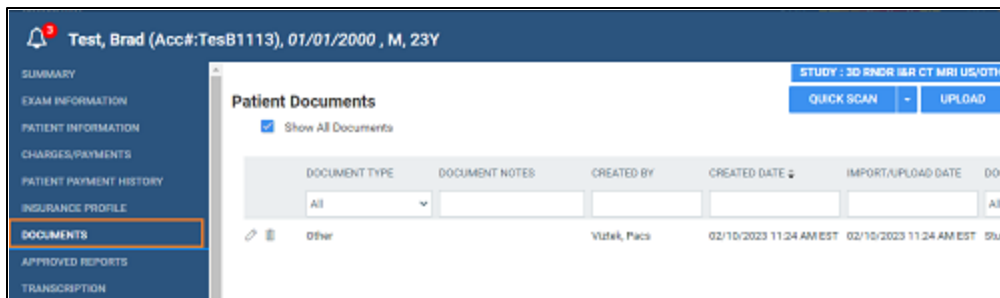 3
Test, Brad (Acc#:TesB1113), 01/01/2000 , M, 23Y
SUMMARY
EXAM INFORMATION
PATIENT INFORMATION
CHARGES/PAYMENTS
PATIENT PAYMENT HISTORY
INSURANCE PROFILE
DOCUMENTS
APPROVED REPORTS
TRANSCRIPTION
STUDY : 3D RNDR I&R CT MRI US/OTH
Patient Documents
QUICK SCAN
UPLOAD
Show All Documents
DOCUMENT TYPE DOCUMENT NOTES CREATED BY CREATED DATE IMPORT/UPLOAD DATE DO
All
All
Other Viztek, Pacs 02/10/2023 11:24 AM EST 02/10/2023 11:24 AM EST Stu